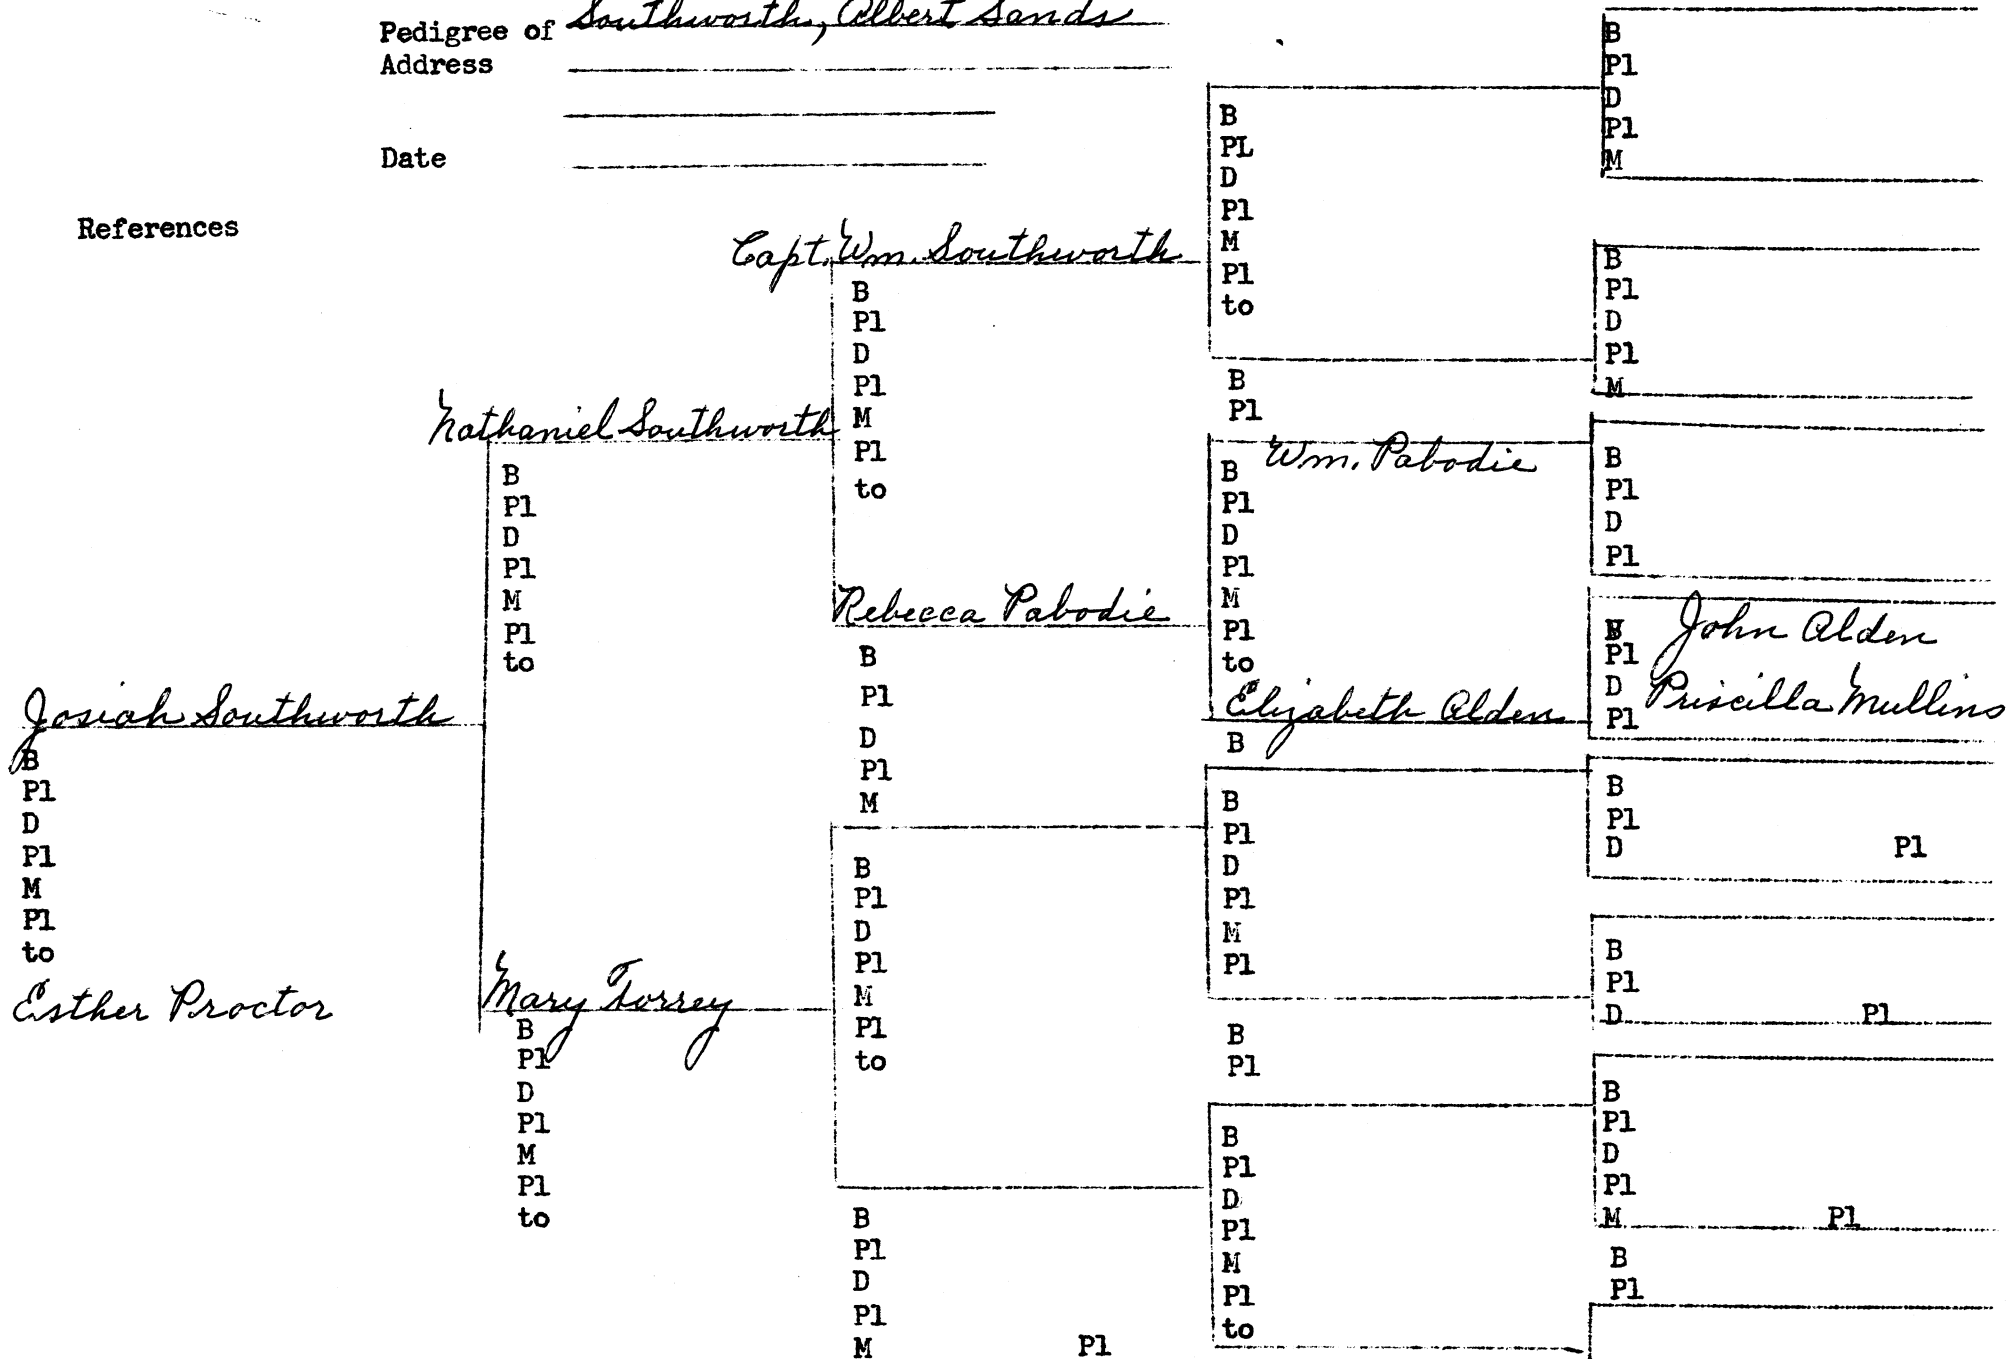 Pedigree of Southworth, Albert Sands
Address
Date
References
Josiah Southworth
B
Pl
D
Pl
M
Pl
to
Esther Proctor
Nathaniel Southworth
B
Pl
D
Pl
M
Pl
to
Mary Torrey
B
Pl
D
Pl
M
Pl
to
Capt. Wm. Southworth
B
Pl
D
Pl
M
Pl
to
Rebecca Pabodie
B
Pl
D
Pl
M
B
Pl
D
Pl
M
Pl
to
B
Pl
D
Pl
M Pl
B
PL
D
Pl
M
Pl
to
B
Pl
Wm. Pabodie
B
Pl
D
Pl
M
Pl
to
Elizabeth Alden
B
B
Pl
D
Pl
M
Pl
B
Pl
B
Pl
D
Pl
M
Pl
to
B
Pl
D
Pl
M
B
Pl
D
Pl
M
B
Pl
D
Pl
B John Alden
Pl
D Priscilla Mullins
Pl
B
Pl
D Pl
B
Pl
D Pl
B
Pl
D
Pl
M Pl
B
Pl